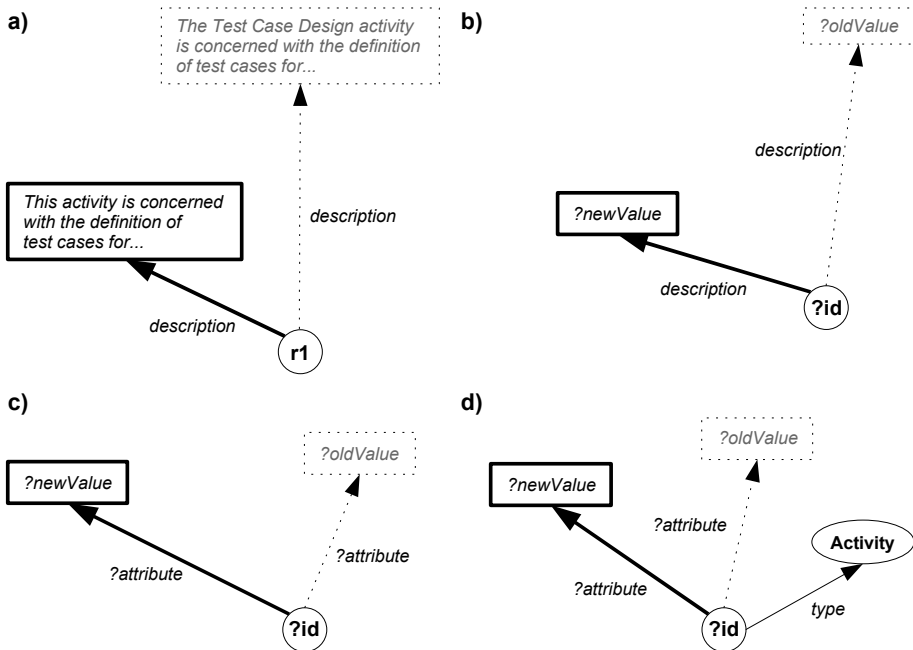 a)
The Test Case Design activity
is concerned with the definition
of test cases for...
This activity is concerned
with the definition of
test cases for...
description
description
r1
b)
?oldValue
description
?newValue
description
?id
c)
?oldValue
?newValue
?attribute
?attribute
?id
d)
?oldValue
?newValue
?attribute
Activity
?attribute
type
?id